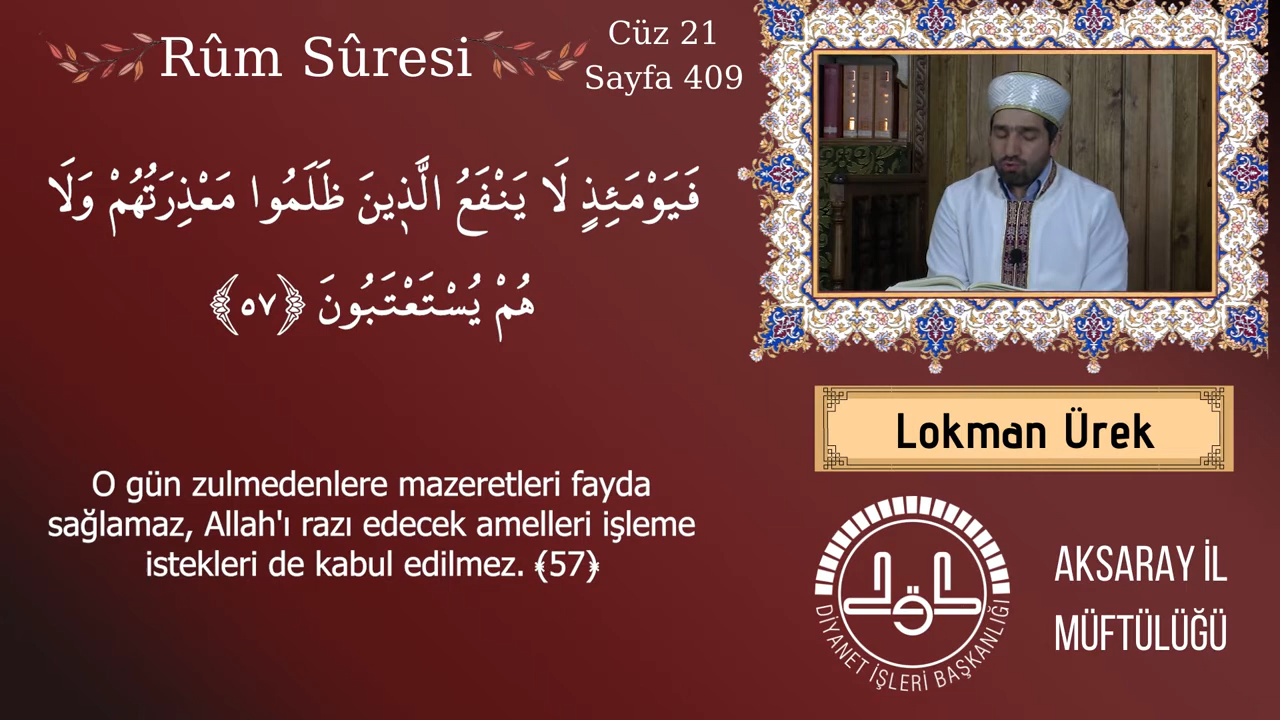 Rûm Sûresi
Cüz 21
Sayfa 409
فَيَوْمَئِذٍ لَا يَنْفَعُ الَّذ۪ينَ ظَلَمُوا مَعْذِرَتُهُمْ وَلَا
هُمْ يُسْتَعْتَبُونَ ﴿٥٧﴾
O gün zulmedenlere mazeretleri fayda
sağlamaz, Allah'ı razı edecek amelleri işleme
istekleri de kabul edilmez. ﴾57﴿
Lokman Ürek
DİYANET İŞLERİ BAŞKANLIĞI
AKSARAY İL
MÜFTÜLÜĞÜ